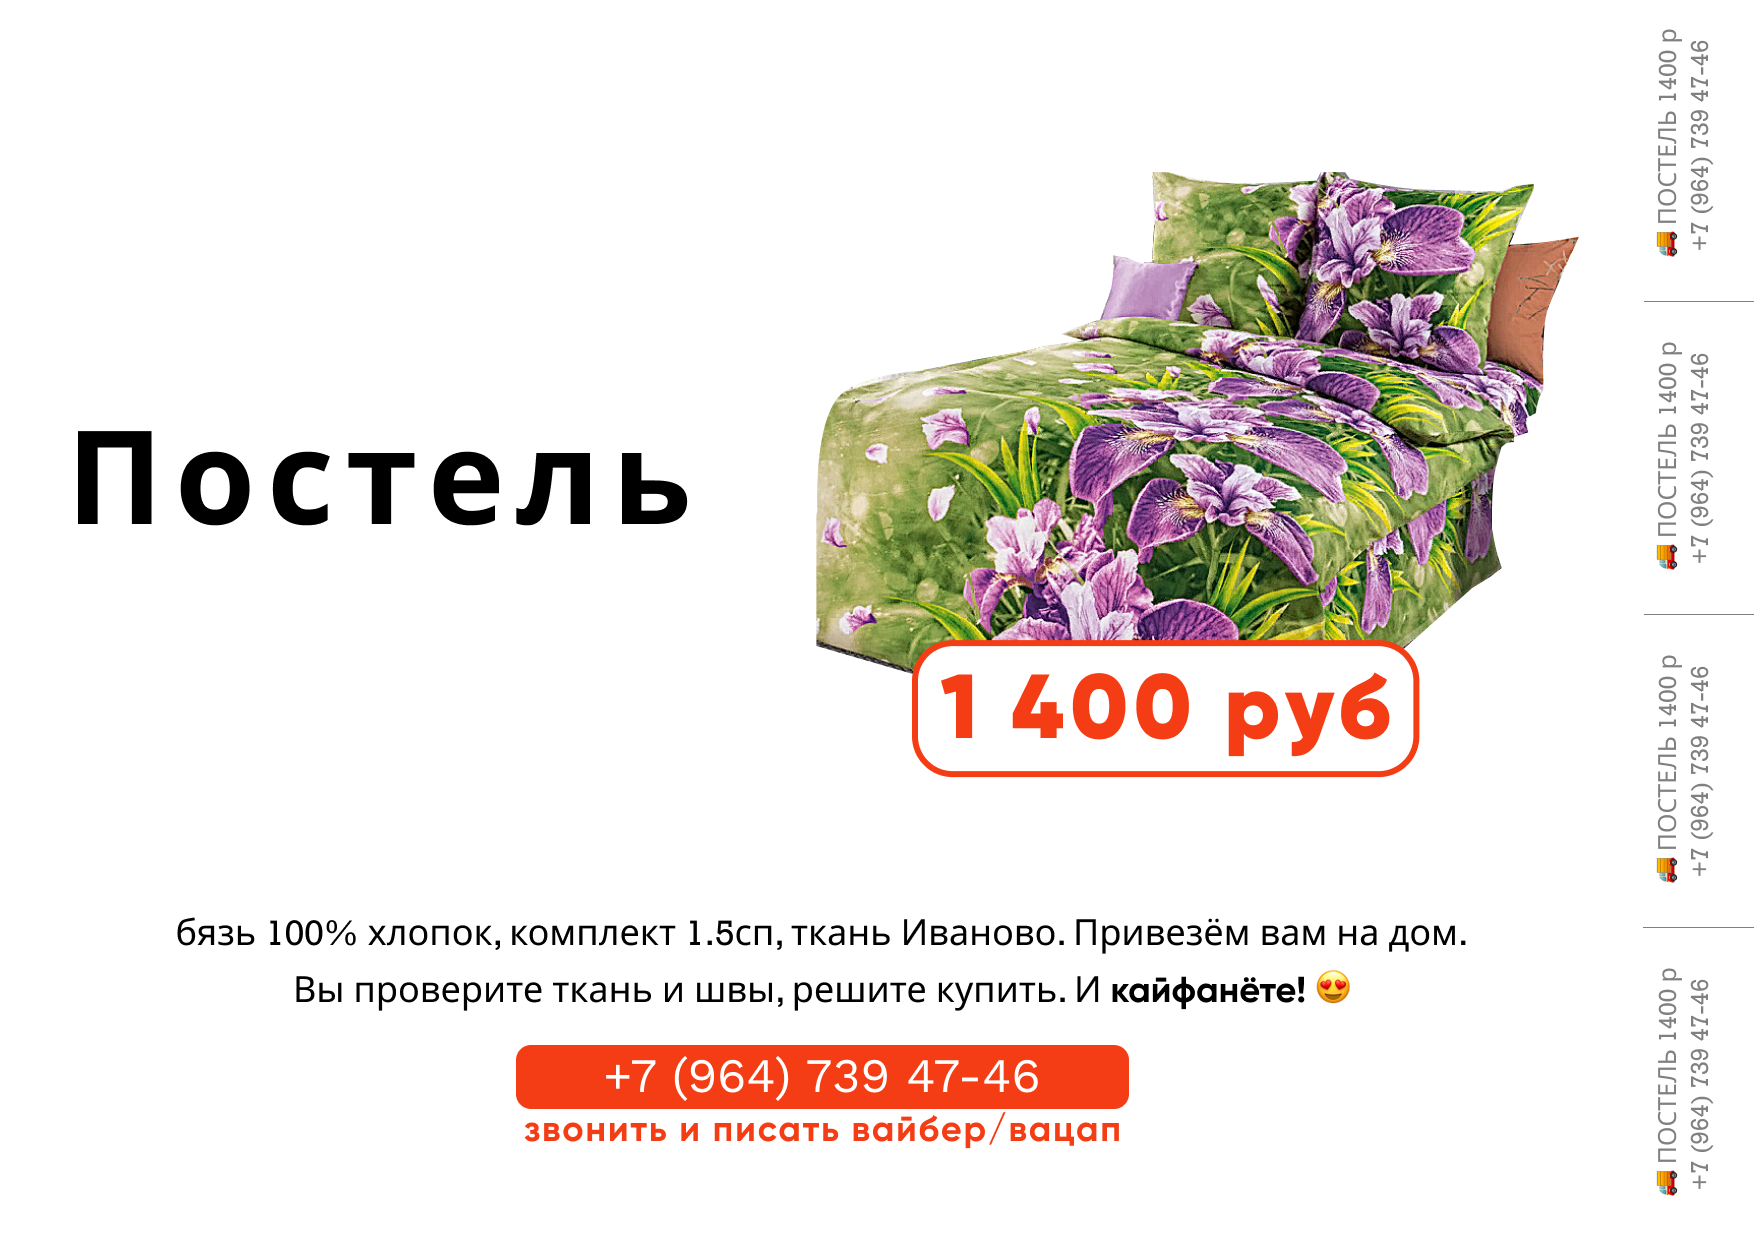 Постель
1 400 руб
бязь 100% хлопок, комплект 1.5сп, ткань Иваново. Привезём вам на дом.
Вы проверите ткань и швы, решите купить. И кайфанёте! 😍
+7 (964) 739 47-46
звонить и писать вайбер/вацап
🚚 ПОСТЕЛЬ 1400 р
+7 (964) 739 47-46
🚚 ПОСТЕЛЬ 1400 р
+7 (964) 739 47-46
🚚 ПОСТЕЛЬ 1400 р
+7 (964) 739 47-46
🚚 ПОСТЕЛЬ 1400 р
+7 (964) 739 47-46